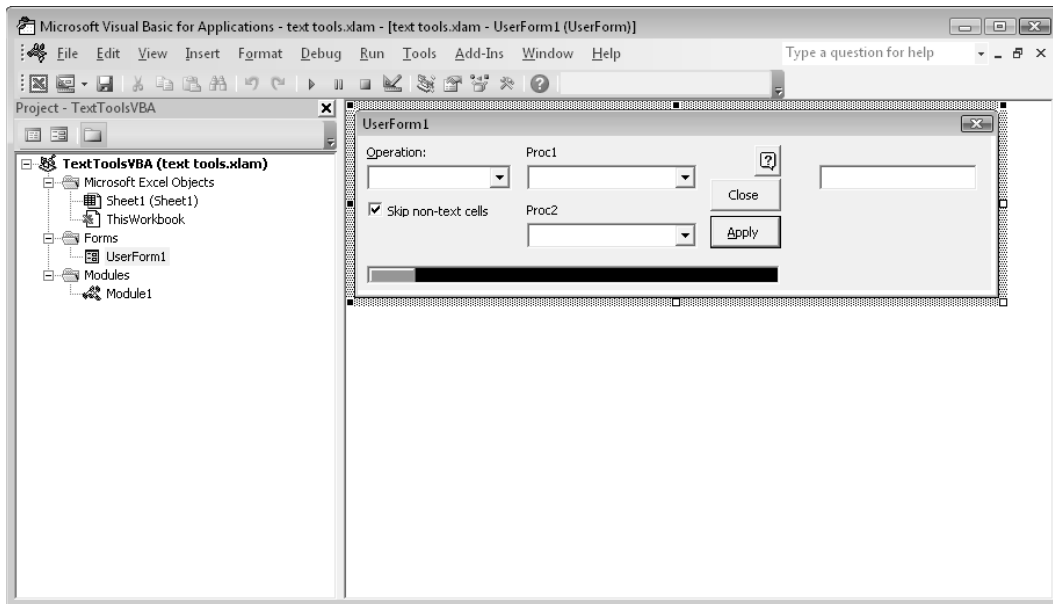 Microsoft Visual Basic for Applications - text tools.xlam - [text tools.xlam - UserForm1 (UserForm)]
File Edit View Insert Format Debug Run Tools Add-Ins Window Help Type a question for help
Project - TextToolsVBA
TextToolsVBA (text tools.xlam)
Microsoft Excel Objects
Sheet1 (Sheet1)
ThisWorkbook
Forms
UserForm1
Modules
Module1
UserForm1
Operation: Proc1
Close
Skip non-text cells Proc2
Apply